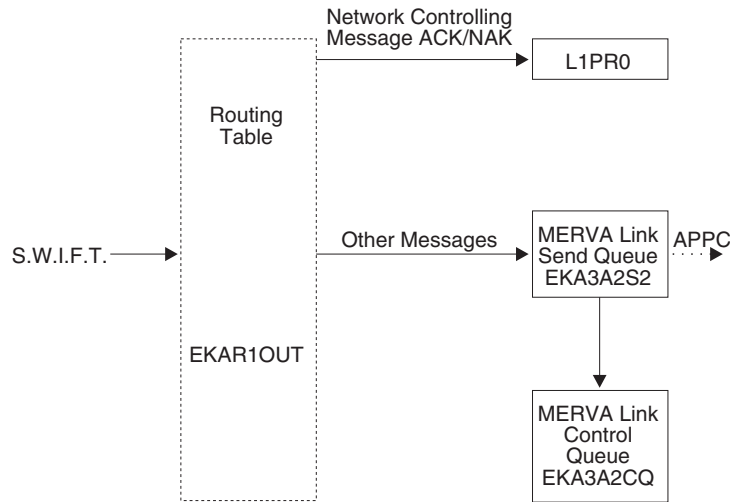 Network Controlling
Message ACK/NAK
L1PR0
Routing
Table
S.W.I.F.T.
Other Messages
MERVA Link
Send Queue
EKA3A2S2
APPC
EKAR1OUT
MERVA Link
Control
Queue
EKA3A2CQ